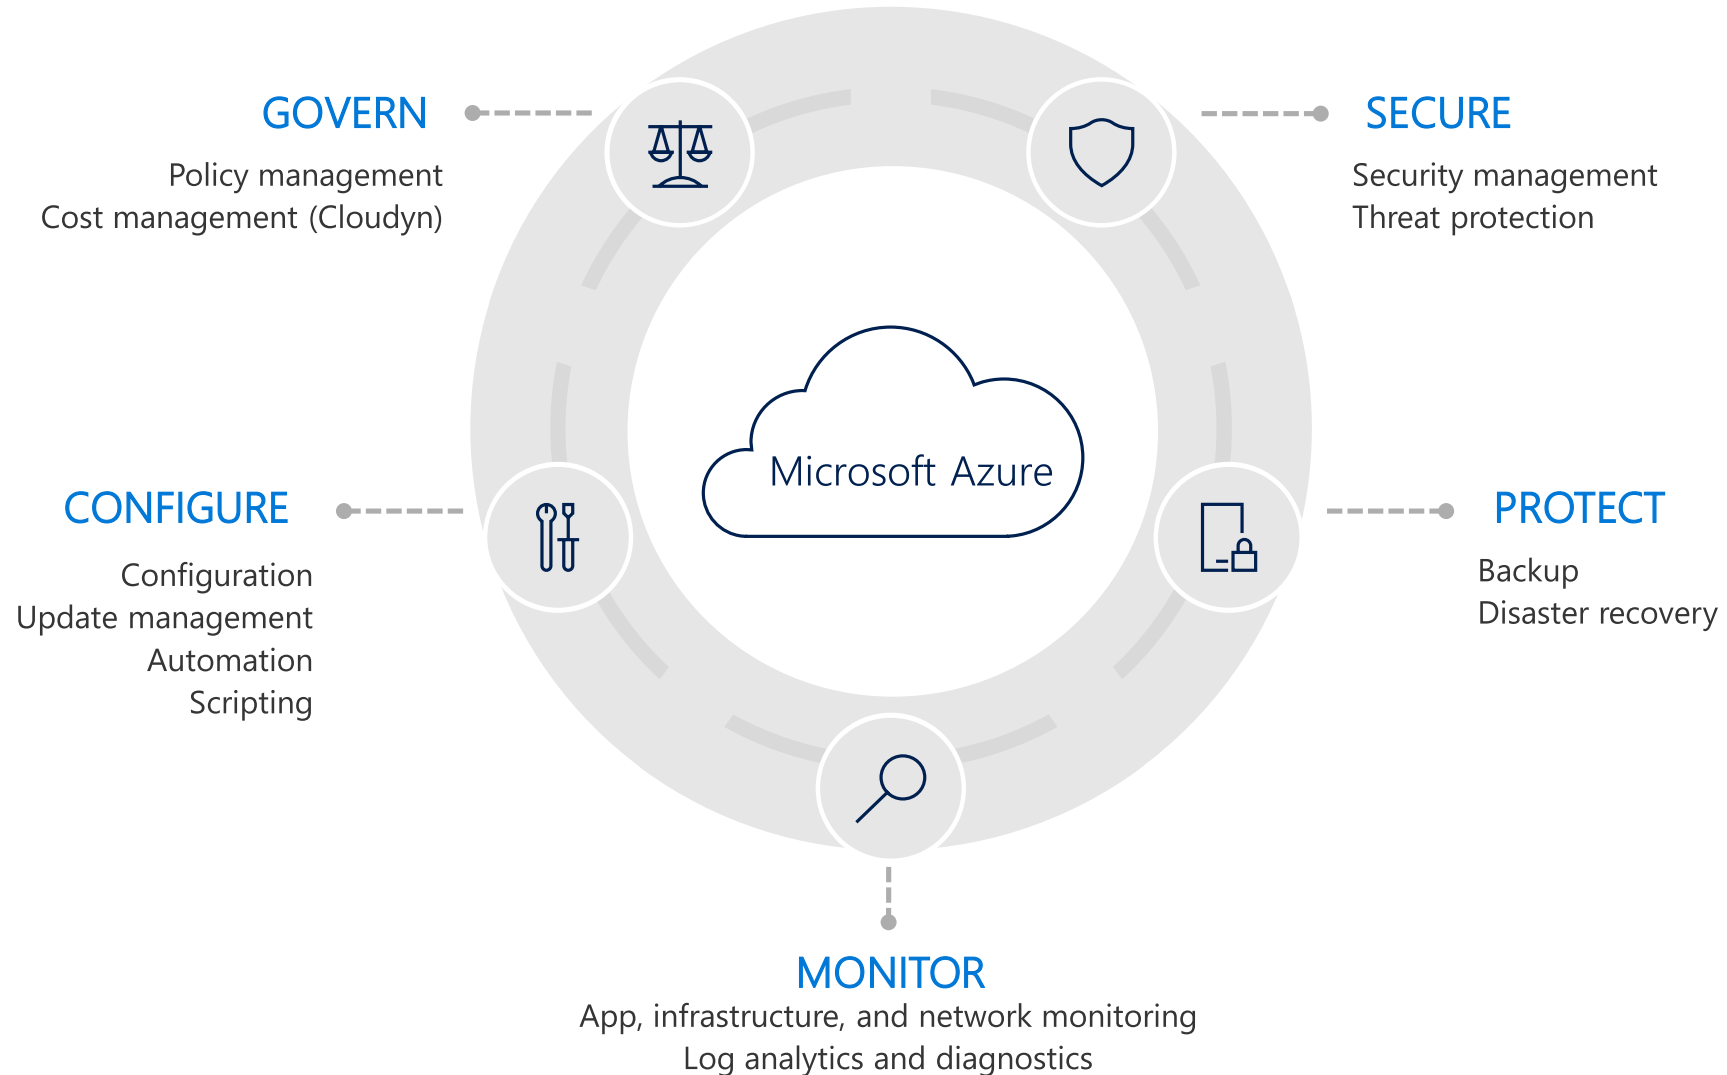 GOVERN
Policy management
Cost management (Cloudyn)
SECURE
Security management
Threat protection
Microsoft Azure
CONFIGURE
Configuration
Update management
Automation
Scripting
PROTECT
Backup
Disaster recovery
MONITOR
App, infrastructure, and network monitoring
Log analytics and diagnostics